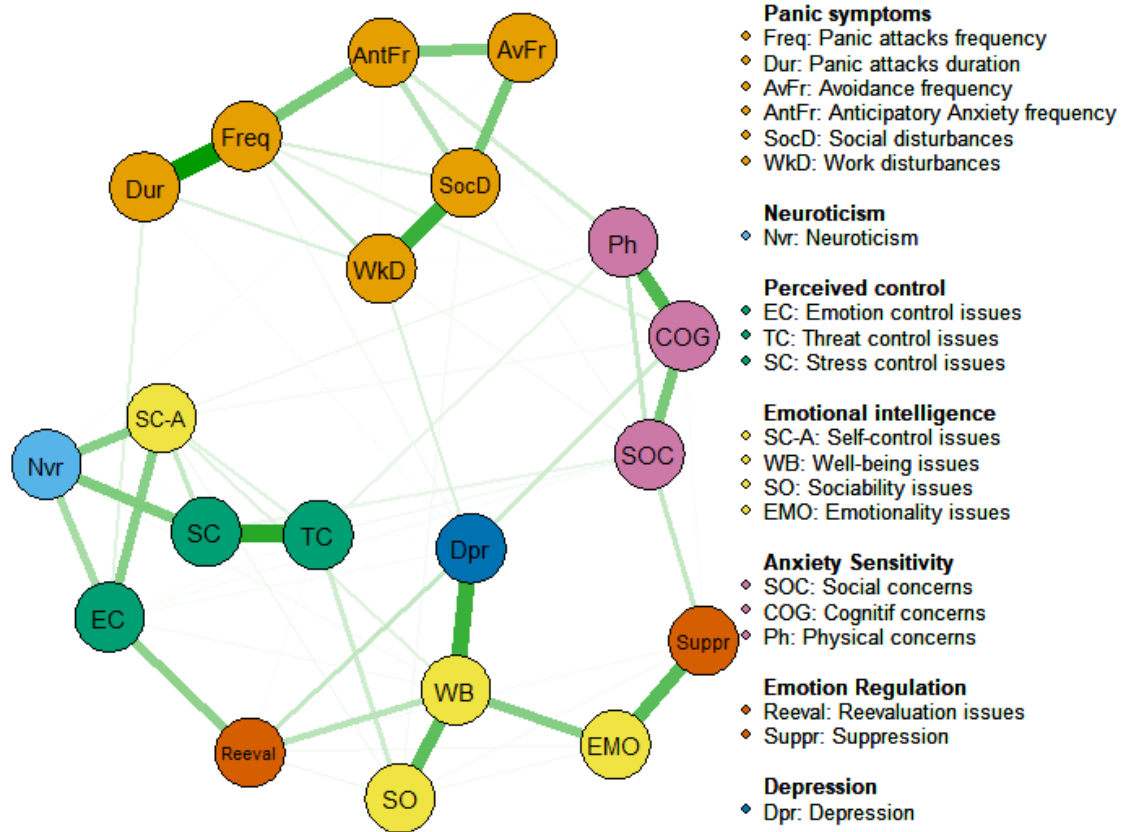 AntFr
AvFr
Freq
Dur
SocD
WkD
Ph
COG
SOC
SC-A
Nvr
SC
TC
Dpr
EC
Suppr
WB
EMO
Reeval
SO
Panic symptoms
Freq: Panic attacks frequency
Dur: Panic attacks duration
AvFr: Avoidance frequency
AntFr: Anticipatory Anxiety frequency
SocD: Social disturbances
WkD: Work disturbances
Neuroticism
Nvr: Neuroticism
Perceived control
EC: Emotion control issues
TC: Threat control issues
SC: Stress control issues
Emotional intelligence
SC-A: Self-control issues
WB: Well-being issues
SO: Sociability issues
EMO: Emotionality issues
Anxiety Sensitivity
SOC: Social concerns
COG: Cognitif concerns
Ph: Physical concerns
Emotion Regulation
Reeval: Reevaluation issues
Suppr: Suppression
Depression
Dpr: Depression